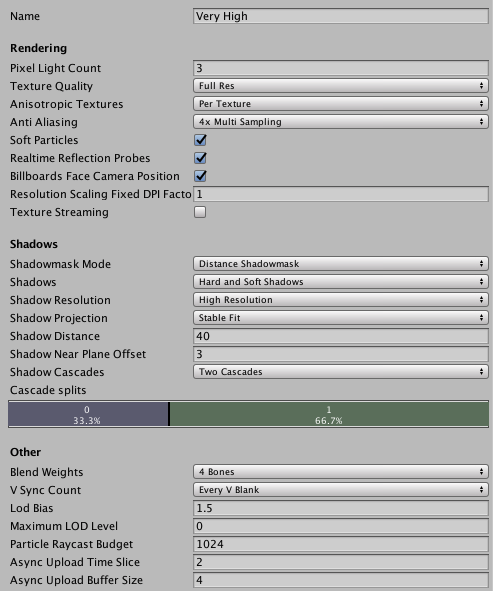 Name Very High
Rendering
Pixel Light Count 3
Texture Quality Full Res
Anisotropic Textures Per Texture
Anti Aliasing 4x Multi Sampling
Soft Particles
Realtime Reflection Probes
Billboards Face Camera Position
Resolution Scaling Fixed DPI Facto 1
Texture Streaming
Shadows
Shadowmask Mode Distance Shadowmask
Shadows Hard and Soft Shadows
Shadow Resolution High Resolution
Shadow Projection Stable Fit
Shadow Distance 40
Shadow Near Plane Offset 3
Shadow Cascades Two Cascades
Cascade splits
0 1
33.3% 66.7%
Other
Blend Weights 4 Bones
V Sync Count Every V Blank
Lod Bias 1.5
Maximum LOD Level 0
Particle Raycast Budget 1024
Async Upload Time Slice 2
Async Upload Buffer Size 4